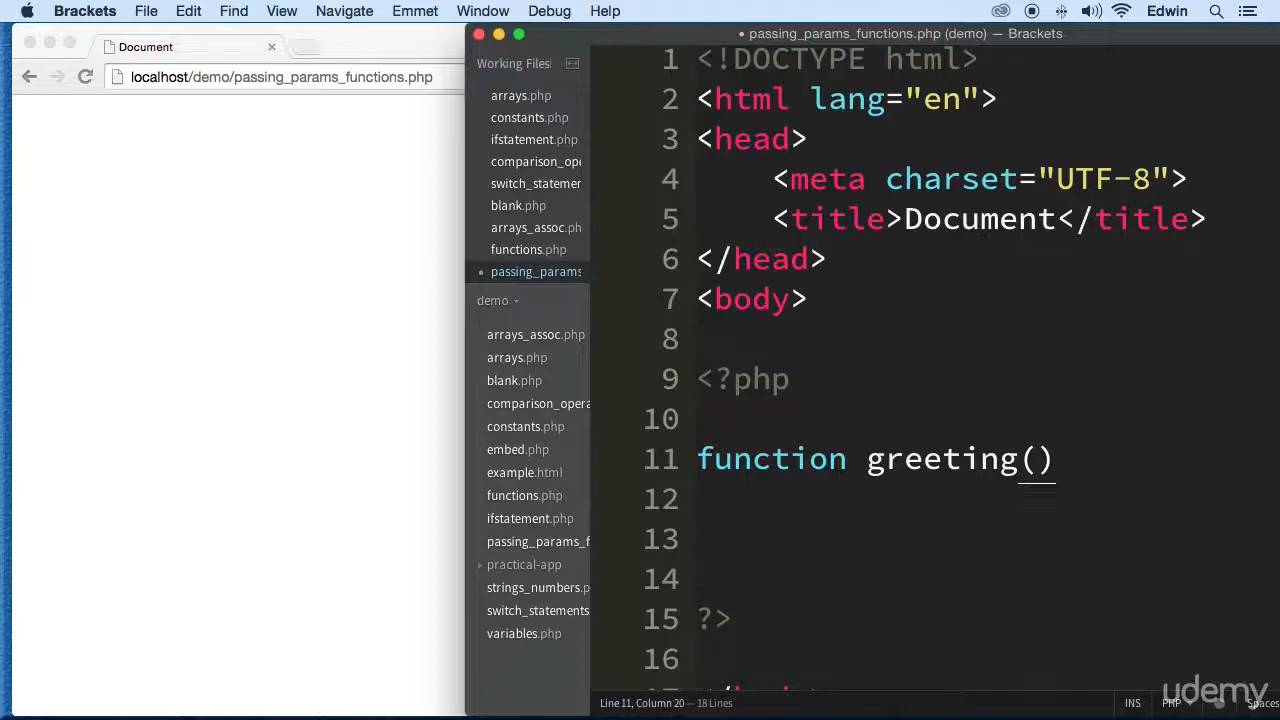 Brackets File Edit Find View Navigate Emmet Window Debug Help Edwin
Document
localhost/demo/passing_params_functions.php
• passing_params_functions.php (demo) — Brackets
Working Files
arrays.php
constants.php
ifstatement.php
comparison_ope
switch_statemer
blank.php
arrays_assoc.ph
functions.php
passing_params
demo
arrays_assoc.php
arrays.php
blank.php
comparison_opera
constants.php
embed.php
example.html
functions.php
ifstatement.php
passing_params_f
practical-app
strings_numbers.p
switch_statements
variables.php
1 <!DOCTYPE html>
2 <html lang="en">
3 <head>
4 <meta charset="UTF-8">
5 <title>Document</title>
6 </head>
7 <body>
8
9 <?php
10
11 function greeting()
12
13
14
15 ?>
16
Line 11, Column 20 — 18 Lines
INS PHP Spaces
udemy